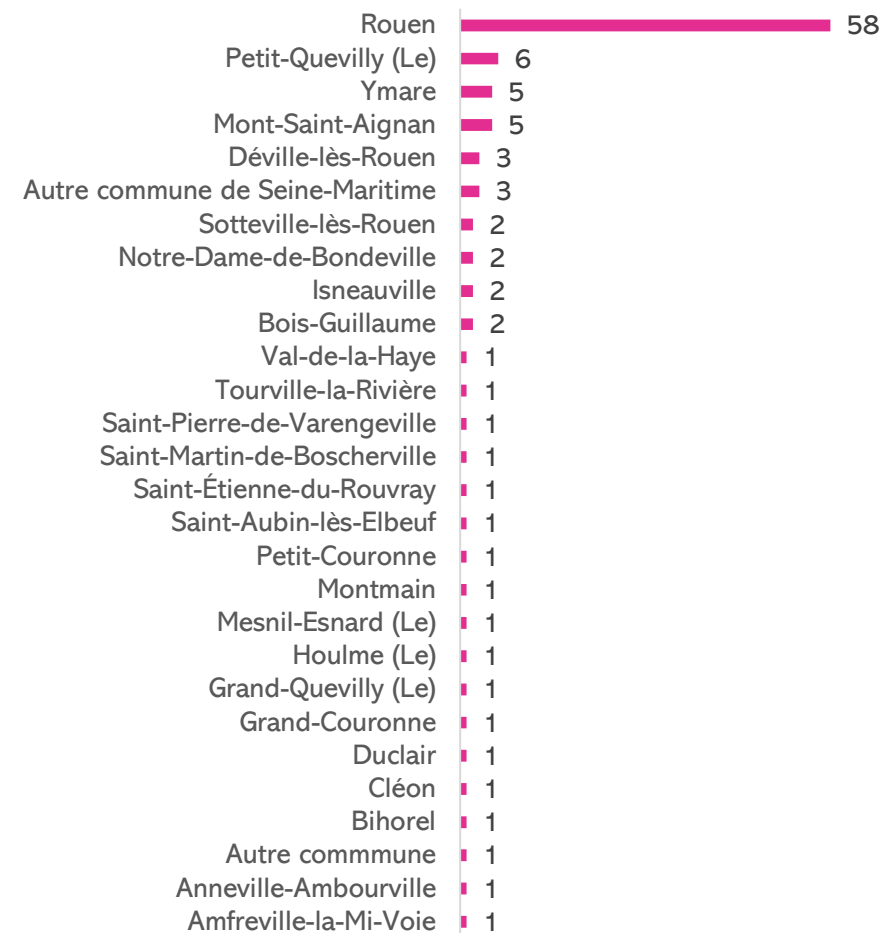 Rouen 58
Petit-Quevilly (Le) 6
Ymare 5
Mont-Saint-Aignan 5
Déville-lès-Rouen 3
Autre commune de Seine-Maritime 3
Sotteville-lès-Rouen 2
Notre-Dame-de-Bondeville 2
Isneauville 2
Bois-Guillaume 2
Val-de-la-Haye 1
Tourville-la-Rivière 1
Saint-Pierre-de-Varengeville 1
Saint-Martin-de-Boscherville 1
Saint-Étienne-du-Rouvray 1
Saint-Aubin-lès-Elbeuf 1
Petit-Couronne 1
Montmain 1
Mesnil-Esnard (Le) 1
Houlme (Le) 1
Grand-Quevilly (Le) 1
Grand-Couronne 1
Duclair 1
Cléon 1
Bihorel 1
Autre commmune 1
Anneville-Ambourville 1
Amfreville-la-Mi-Voie 1